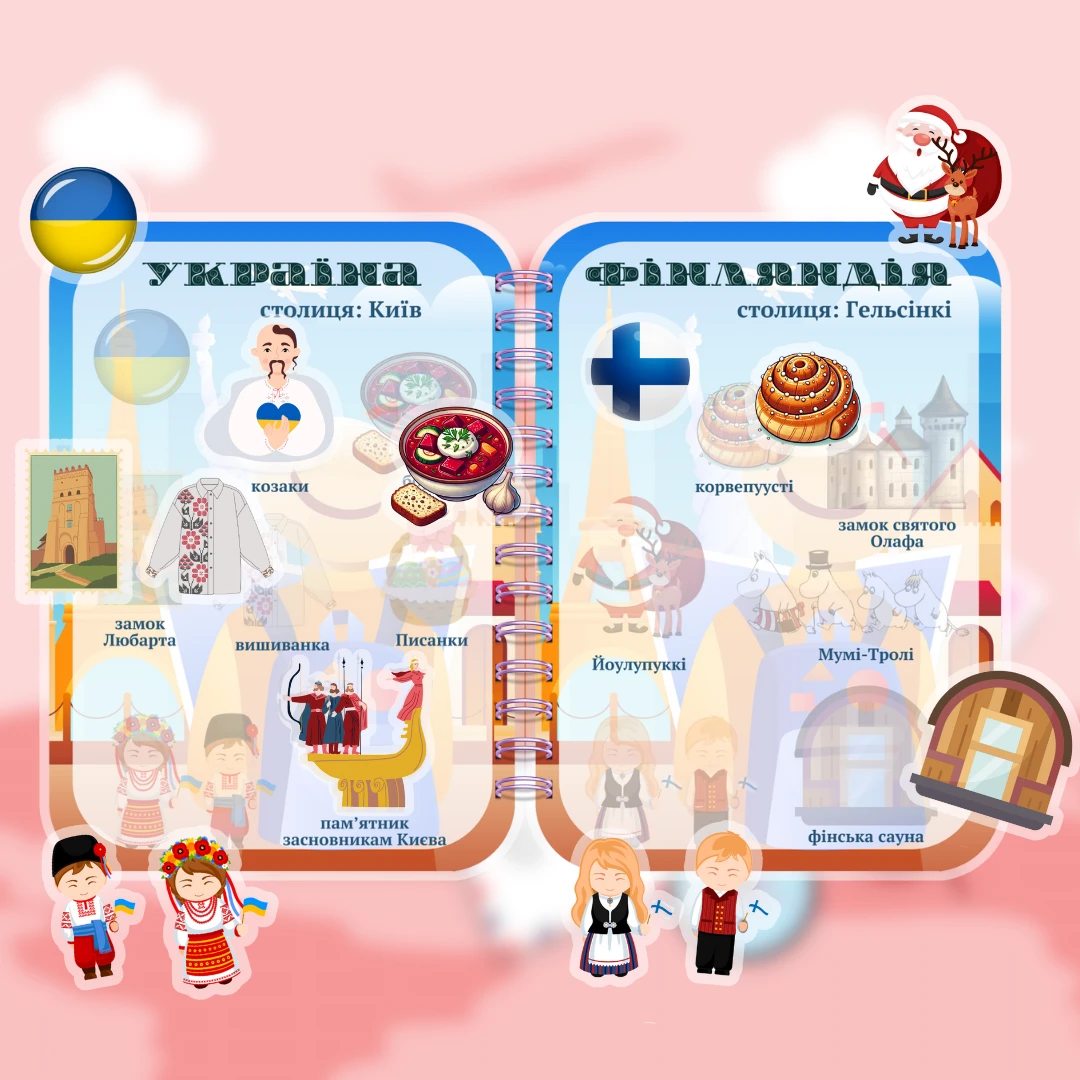 Україна
столиця: Київ
козаки
замок
Любарта
вишиванка
Писанки
пам'ятник
засновникам Києва
Фінляндія
столиця: Гельсінкі
корвепуусті
замок святого
Олафа
Йоулупуккі
Мумі-Тролі
фінська сауна